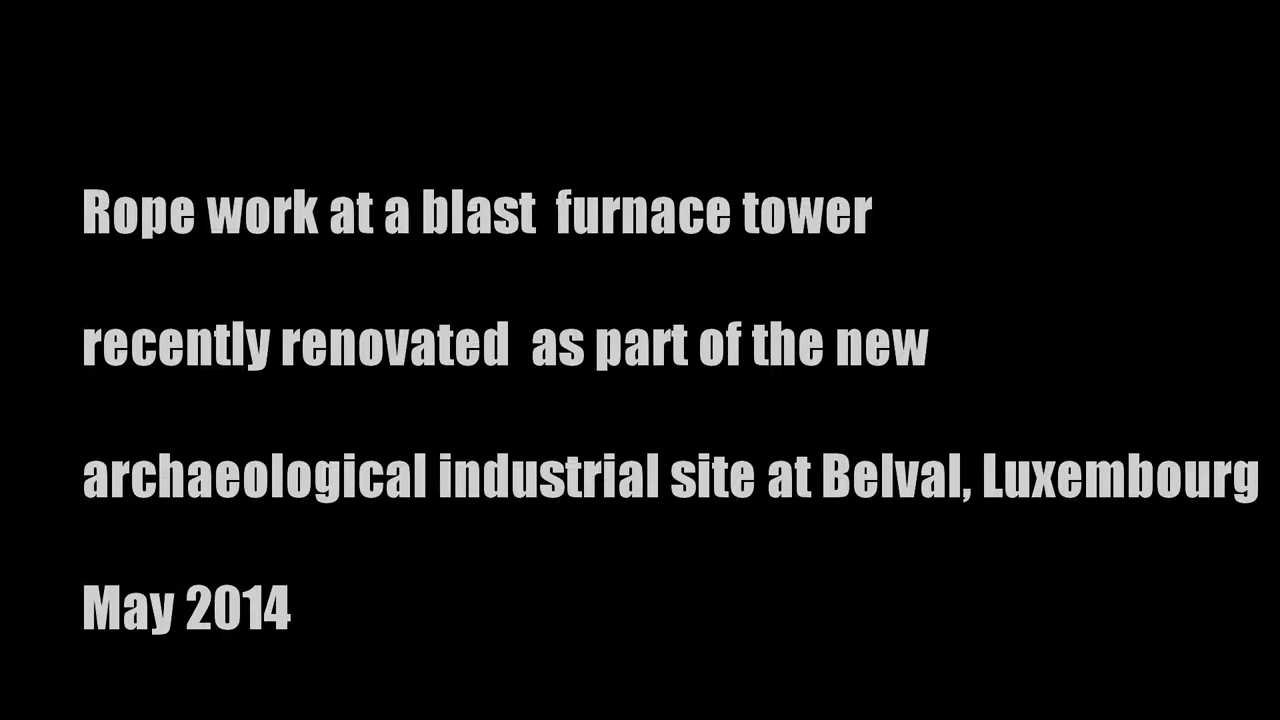 Rope work at a blast  furnace tower
recently renovated  as part of the new
archaeological industrial site at Belval, Luxembourg
May 2014